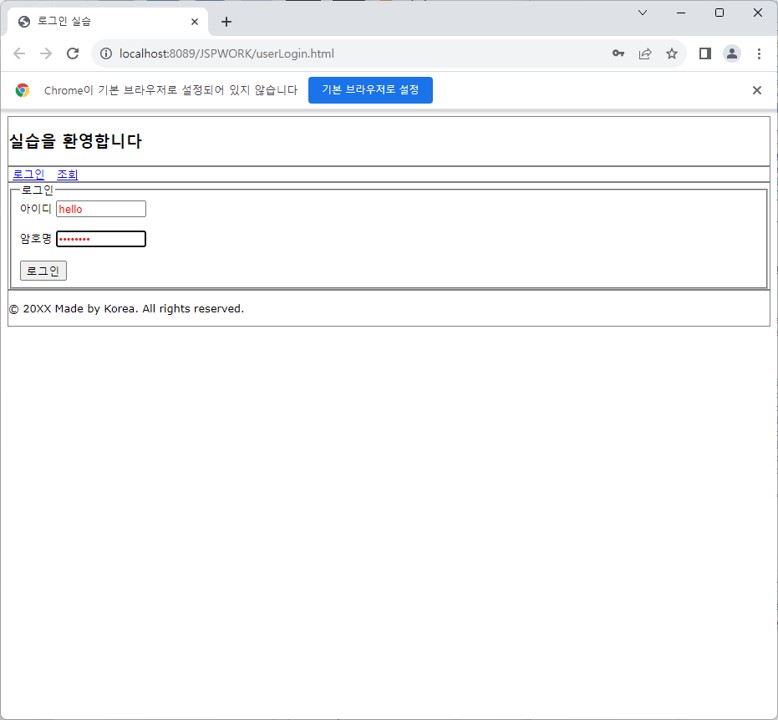 로그인 실습
localhost:8089/JSPWORK/userLogin.html
Chrome이 기본 브라우저로 설정되어 있지 않습니다 기본 브라우저로 설정
실습을 환영합니다
로그인 조회
로그인
아이디 hello
암호명 ••••••••
로그인
© 20XX Made by Korea. All rights reserved.